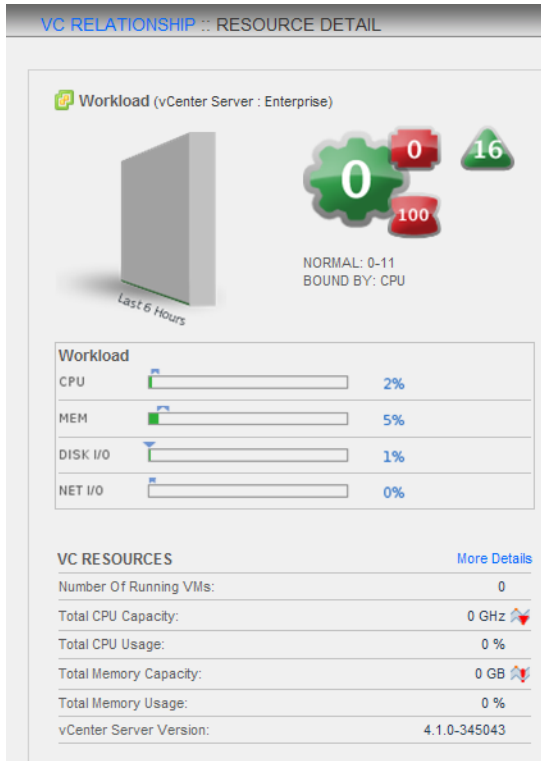 VC RELATIONSHIP :: RESOURCE DETAIL
Workload (vCenter Server : Enterprise)
0
0
16
100
NORMAL: 0-11
BOUND BY: CPU
Last 6 Hours
Workload
CPU 2%
MEM 5%
DISK I/O 1%
NET I/O 0%
VC RESOURCES More Details
Number Of Running VMs: 0
Total CPU Capacity: 0 GHz
Total CPU Usage: 0 %
Total Memory Capacity: 0 GB
Total Memory Usage: 0 %
vCenter Server Version: 4.1.0-345043